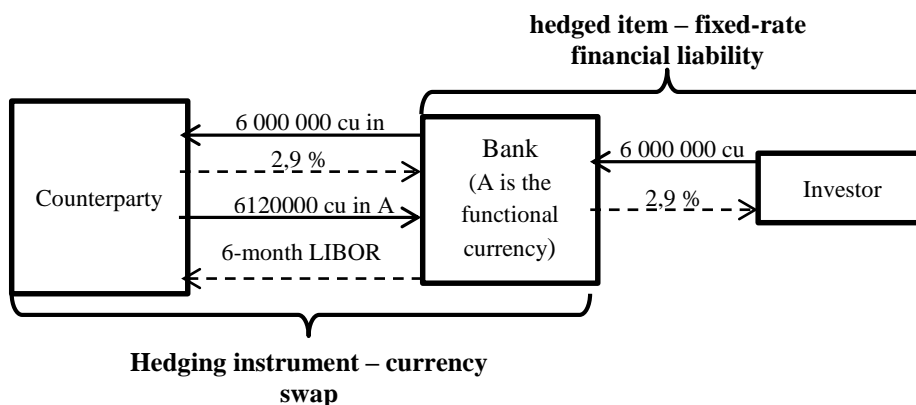 hedged item – fixed-rate
financial liability
6 000 000 cu in
2,9 %
Counterparty
6120000 cu in A
6-month LIBOR
Bank
(A is the
functional
currency)
6 000 000 cu
2,9 %
Investor
Hedging instrument – currency
swap